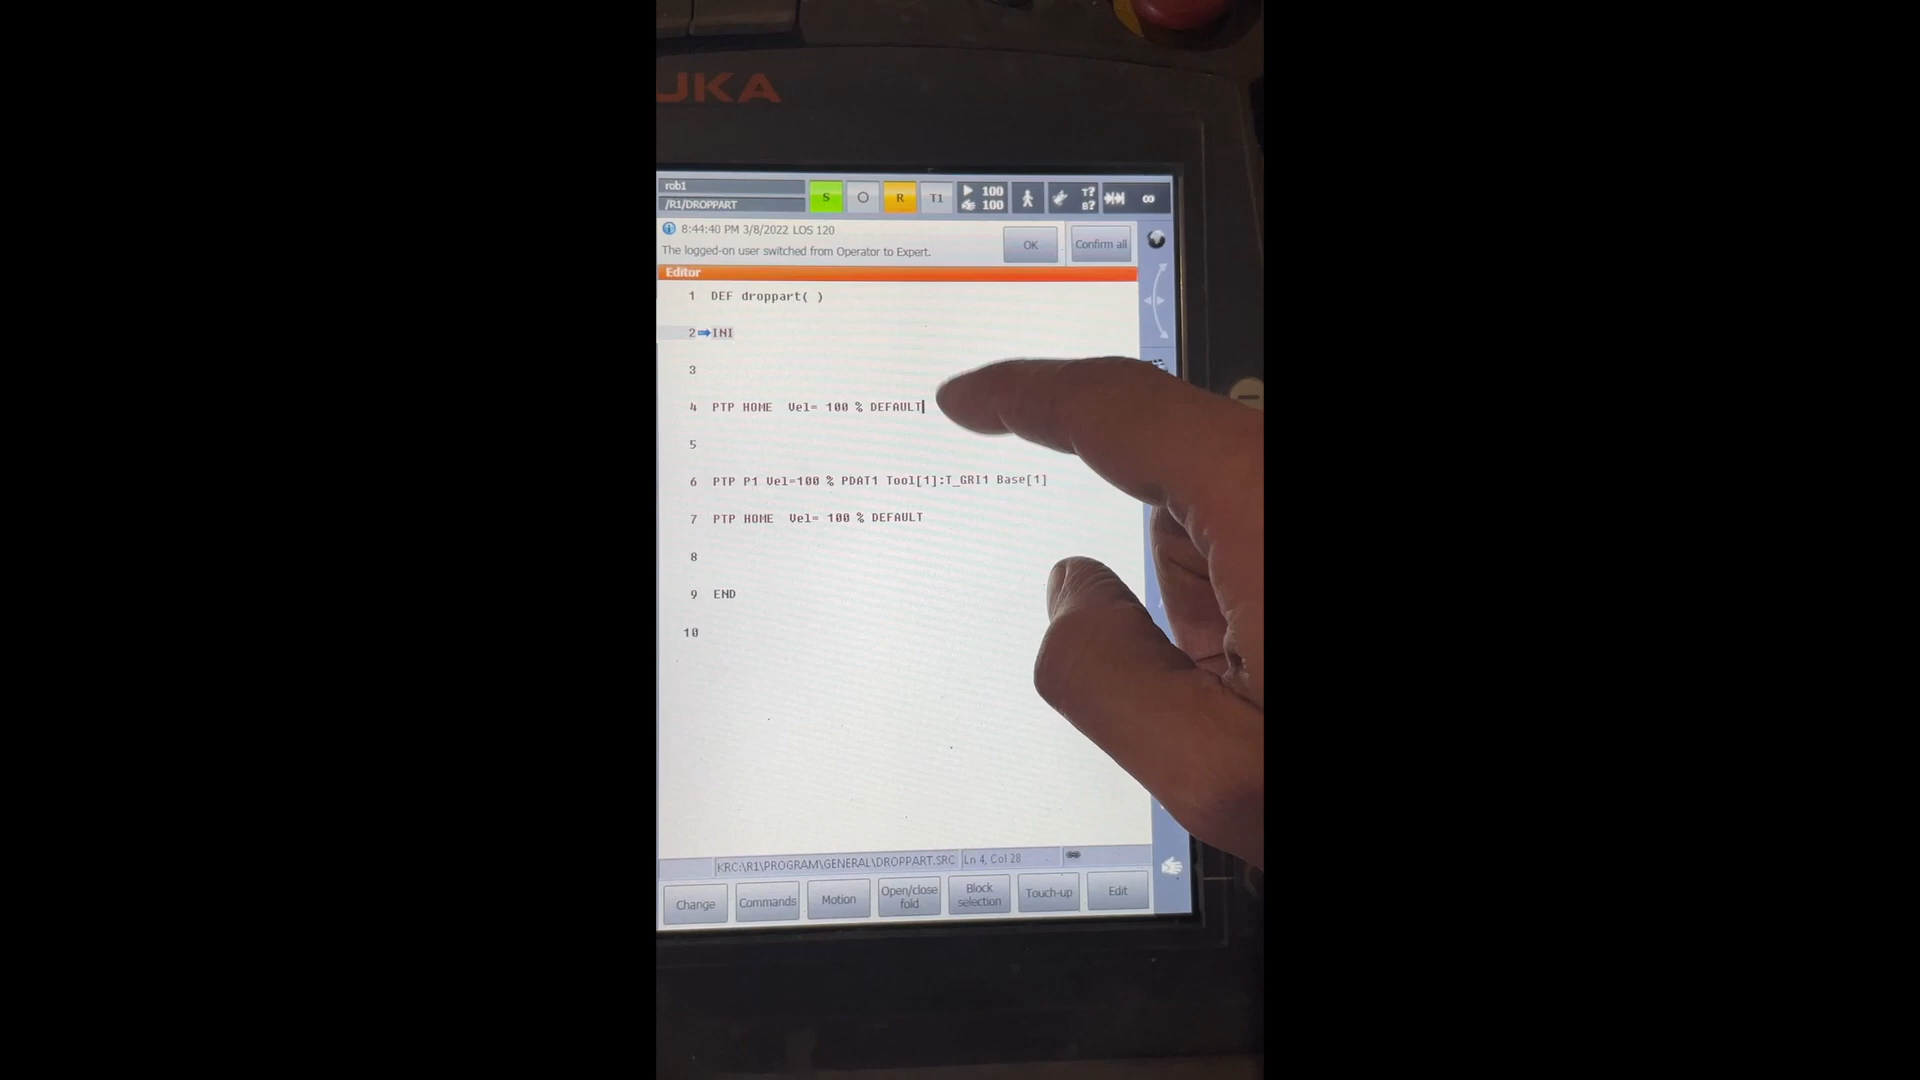 UKA
rob1
/R1/DROPPART
S O R T1 100 100 T? B? ∞
8:44:40 PM 3/8/2022 LOS 120
The logged-on user switched from Operator to Expert.
OK
Confirm all
Editor
1 DEF droppart( )
2 INI
3
4 PTP HOME Vel= 100 % DEFAULT
5
6 PTP P1 Vel=100 % PDAT1 Tool[1]:T_GRI1 Base[1]
7 PTP HOME Vel= 100 % DEFAULT
8
9 END
10
KRC:\R1\PROGRAM\GENERAL\DROPPART.SRC Ln 4, Col 28
Change
Commands
Motion
Open/close
fold
Block
selection
Touch-up
Edit